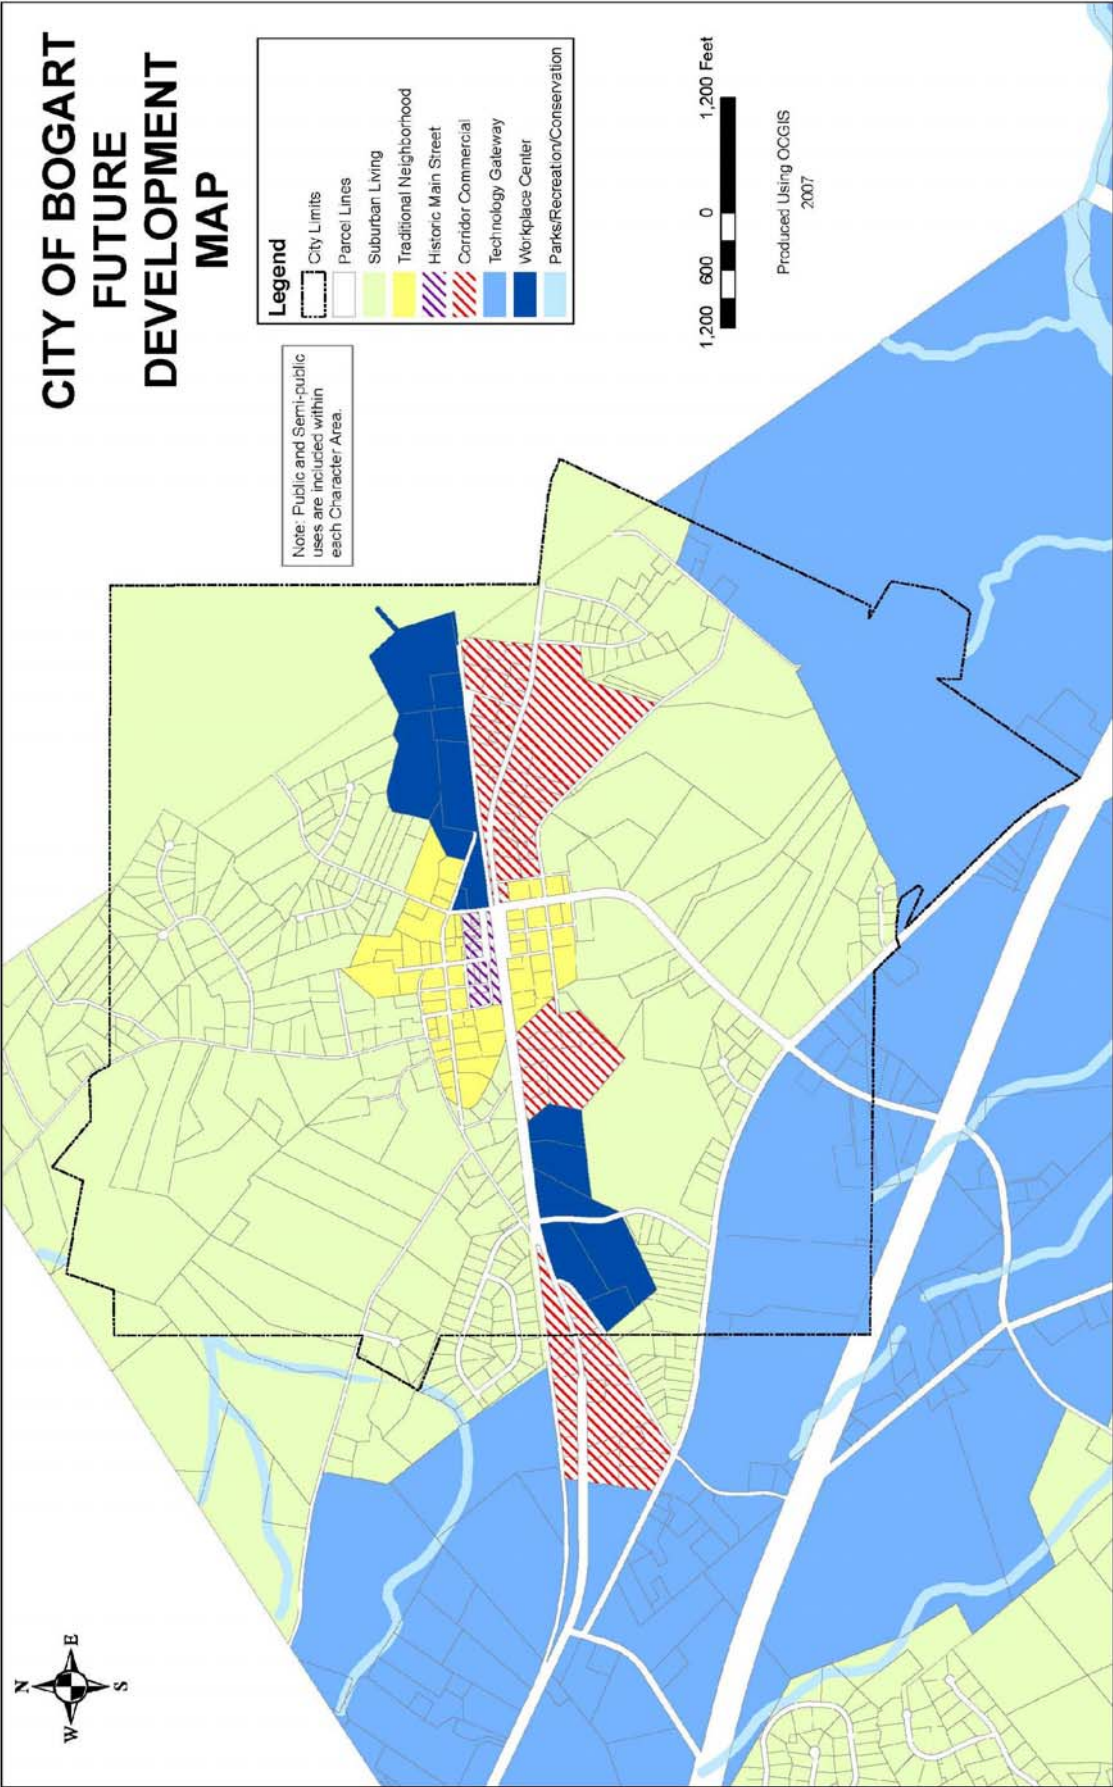 CITY OF BOGART
FUTURE
DEVELOPMENT
MAP
Legend
City Limits
Parcel Lines
Suburban Living
Traditional Neighborhood
Historic Main Street
Corridor Commercial
Technology Gateway
Workplace Center
Parks/Recreation/Conservation
Note: Public and Semi-public
uses are included within
each Character Area.
1,200 600 0 1,200 Feet
Produced Using OCGIS
2007
N
W E
S